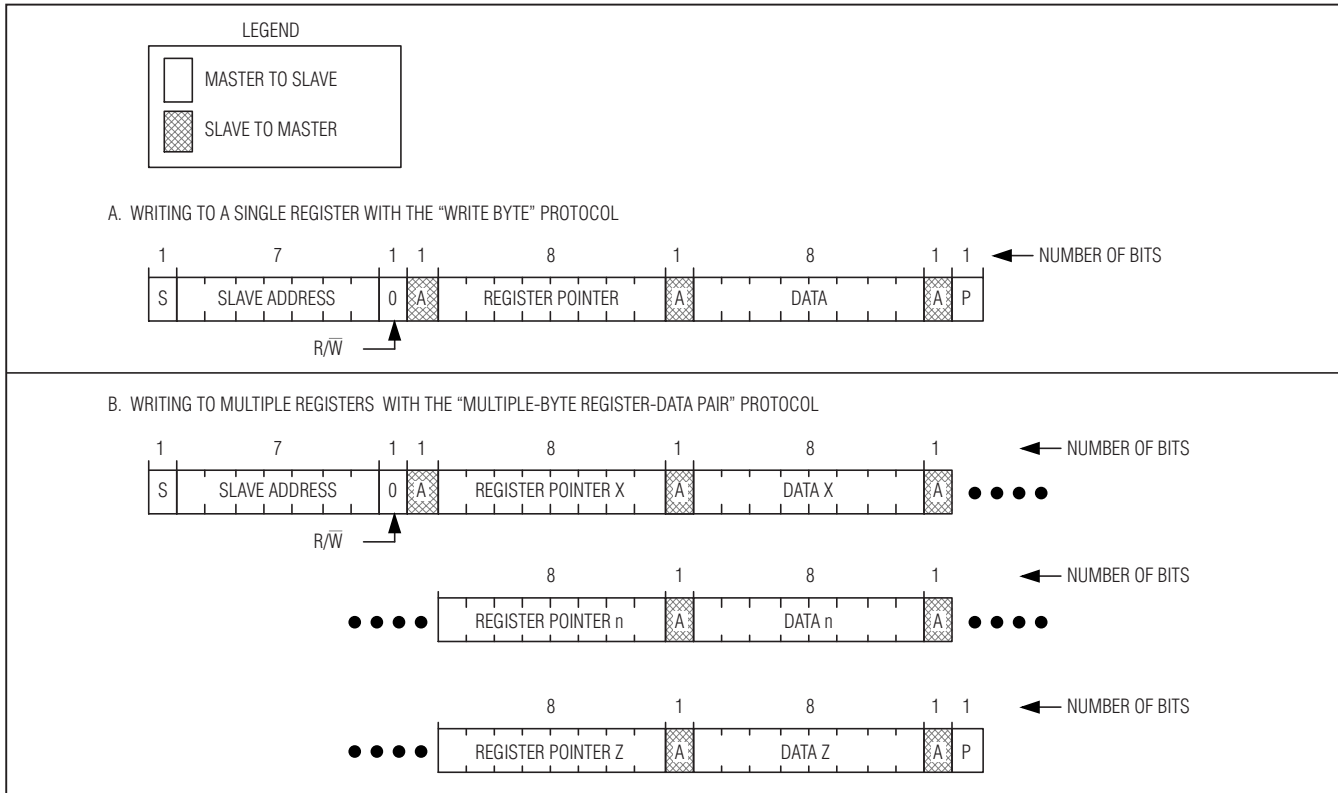 LEGEND
MASTER TO SLAVE
SLAVE TO MASTER
A. WRITING TO A SINGLE REGISTER WITH THE “WRITE BYTE” PROTOCOL
1 7 1 1 8 1 8 1 1 NUMBER OF BITS
S SLAVE ADDRESS 0 A REGISTER POINTER A DATA A P
R/W̅
B. WRITING TO MULTIPLE REGISTERS WITH THE “MULTIPLE-BYTE REGISTER-DATA PAIR” PROTOCOL
1 7 1 1 8 1 8 1 NUMBER OF BITS
S SLAVE ADDRESS 0 A REGISTER POINTER X A DATA X A
R/W̅
8 1 8 1 NUMBER OF BITS
REGISTER POINTER n A DATA n A
8 1 8 1 1 NUMBER OF BITS
REGISTER POINTER Z A DATA Z A P